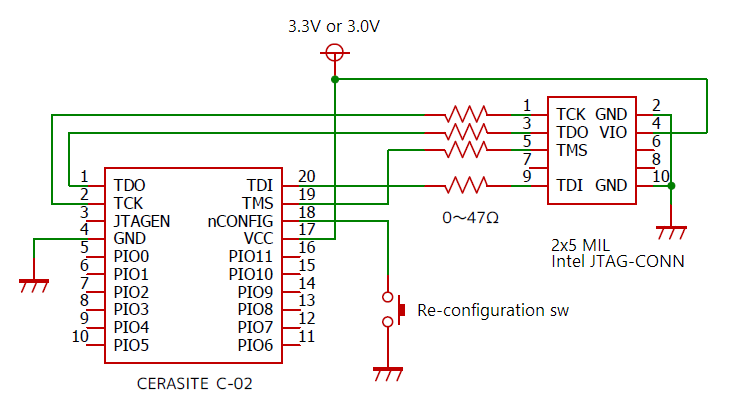 3.3V or 3.0V
1 TCK GND 2
3 TDO VIO 4
5 TMS 6
7 8
9 TDI GND 10
0～47Ω
2x5 MIL
Intel JTAG-CONN
1 TDO TDI 20
2 TCK TMS 19
3 JTAGEN nCONFIG 18
4 GND VCC 17
5 PIO0 PIO11 16
6 PIO1 PIO10 15
7 PIO2 PIO9 14
8 PIO3 PIO8 13
9 PIO4 PIO7 12
10 PIO5 PIO6 11
Re-configuration sw
CERASITE C-02